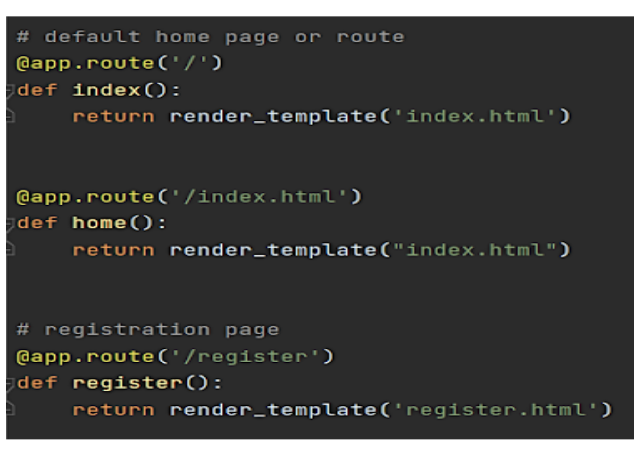 # default home page or route
@app.route('/')
def index():
    return render_template('index.html')
@app.route('/index.html')
def home():
    return render_template("index.html")
# registration page
@app.route('/register')
def register():
    return render_template('register.html')